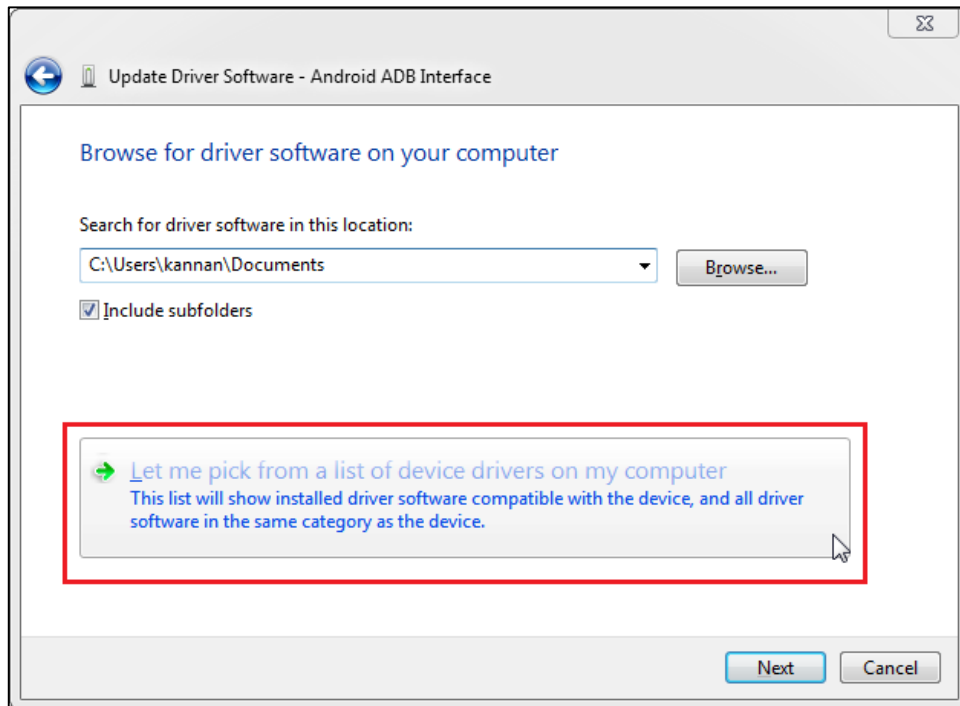 Update Driver Software - Android ADB Interface
Browse for driver software on your computer
Search for driver software in this location:
C:\Users\kannan\Documents
Browse...
Include subfolders
Let me pick from a list of device drivers on my computer
This list will show installed driver software compatible with the device, and all driver
software in the same category as the device.
Next
Cancel